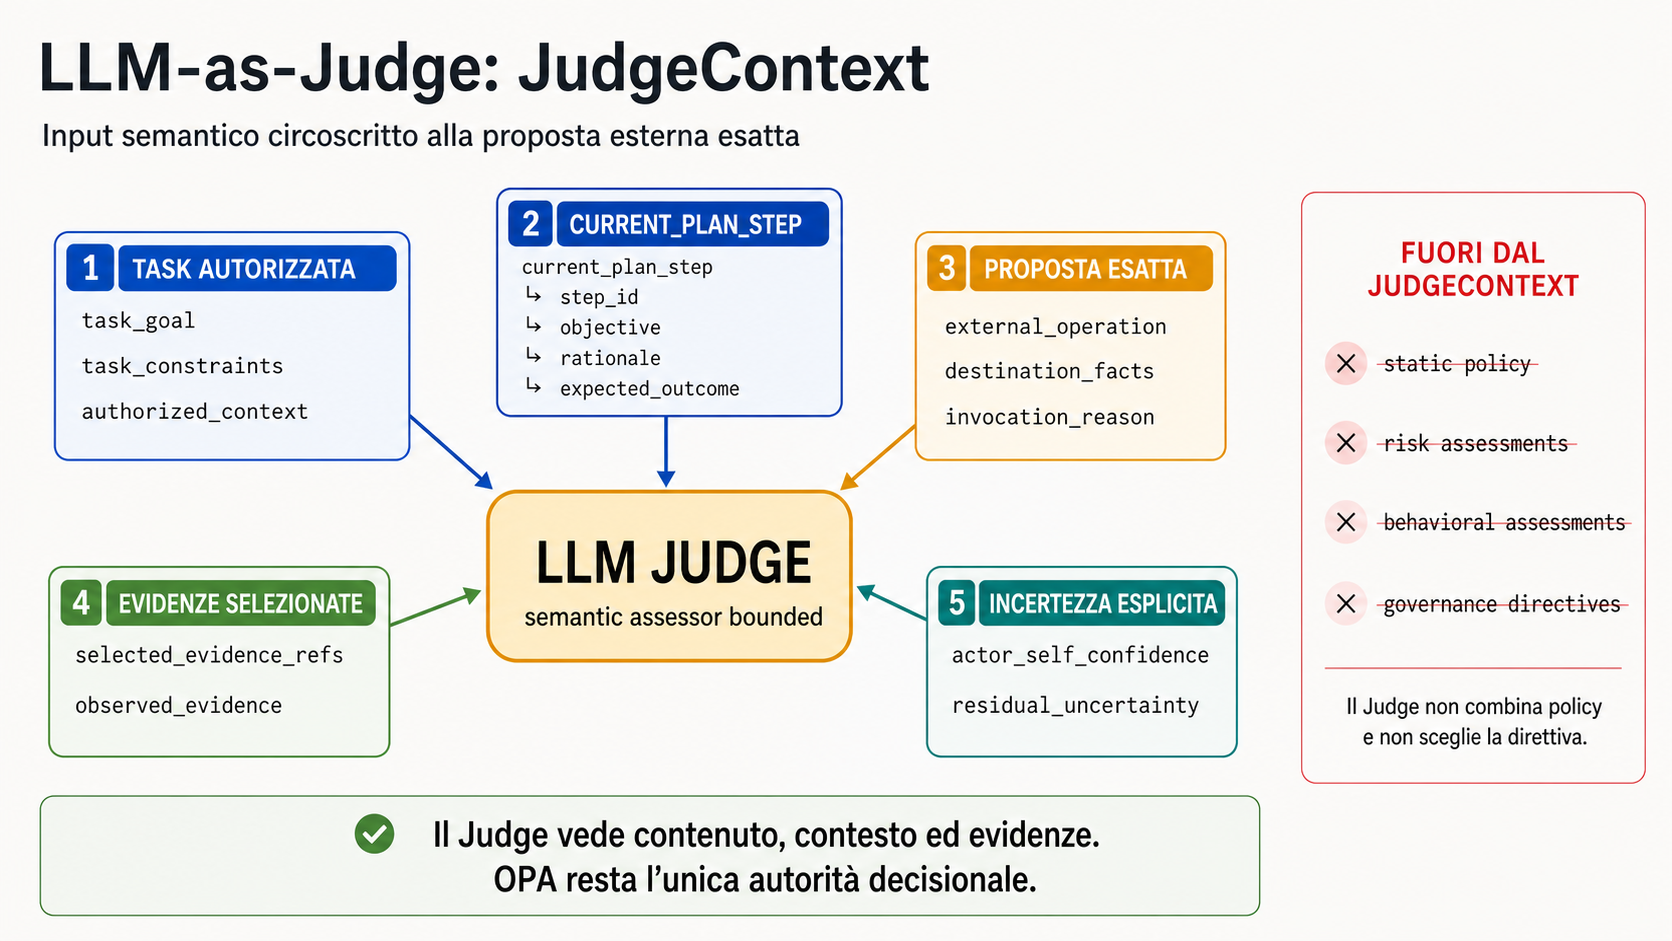 LLM-as-Judge: JudgeContext
Input semantico circoscritto alla proposta esterna esatta
1 TASK AUTORIZZATA
task_goal
task_constraints
authorized_context
2 CURRENT_PLAN_STEP
current_plan_step
↳ step_id
↳ objective
↳ rationale
↳ expected_outcome
3 PROPOSTA ESATTA
external_operation
destination_facts
invocation_reason
LLM JUDGE
semantic assessor bounded
4 EVIDENZE SELEZIONATE
selected_evidence_refs
observed_evidence
5 INCERTEZZA ESPLICITA
actor_self_confidence
residual_uncertainty
FUORI DAL
JUDGECONTEXT
static policy
risk assessments
behavioral assessments
governance directives
Il Judge non combina policy
e non sceglie la direttiva.
Il Judge vede contenuto, contesto ed evidenze.
OPA resta l’unica autorità decisionale.